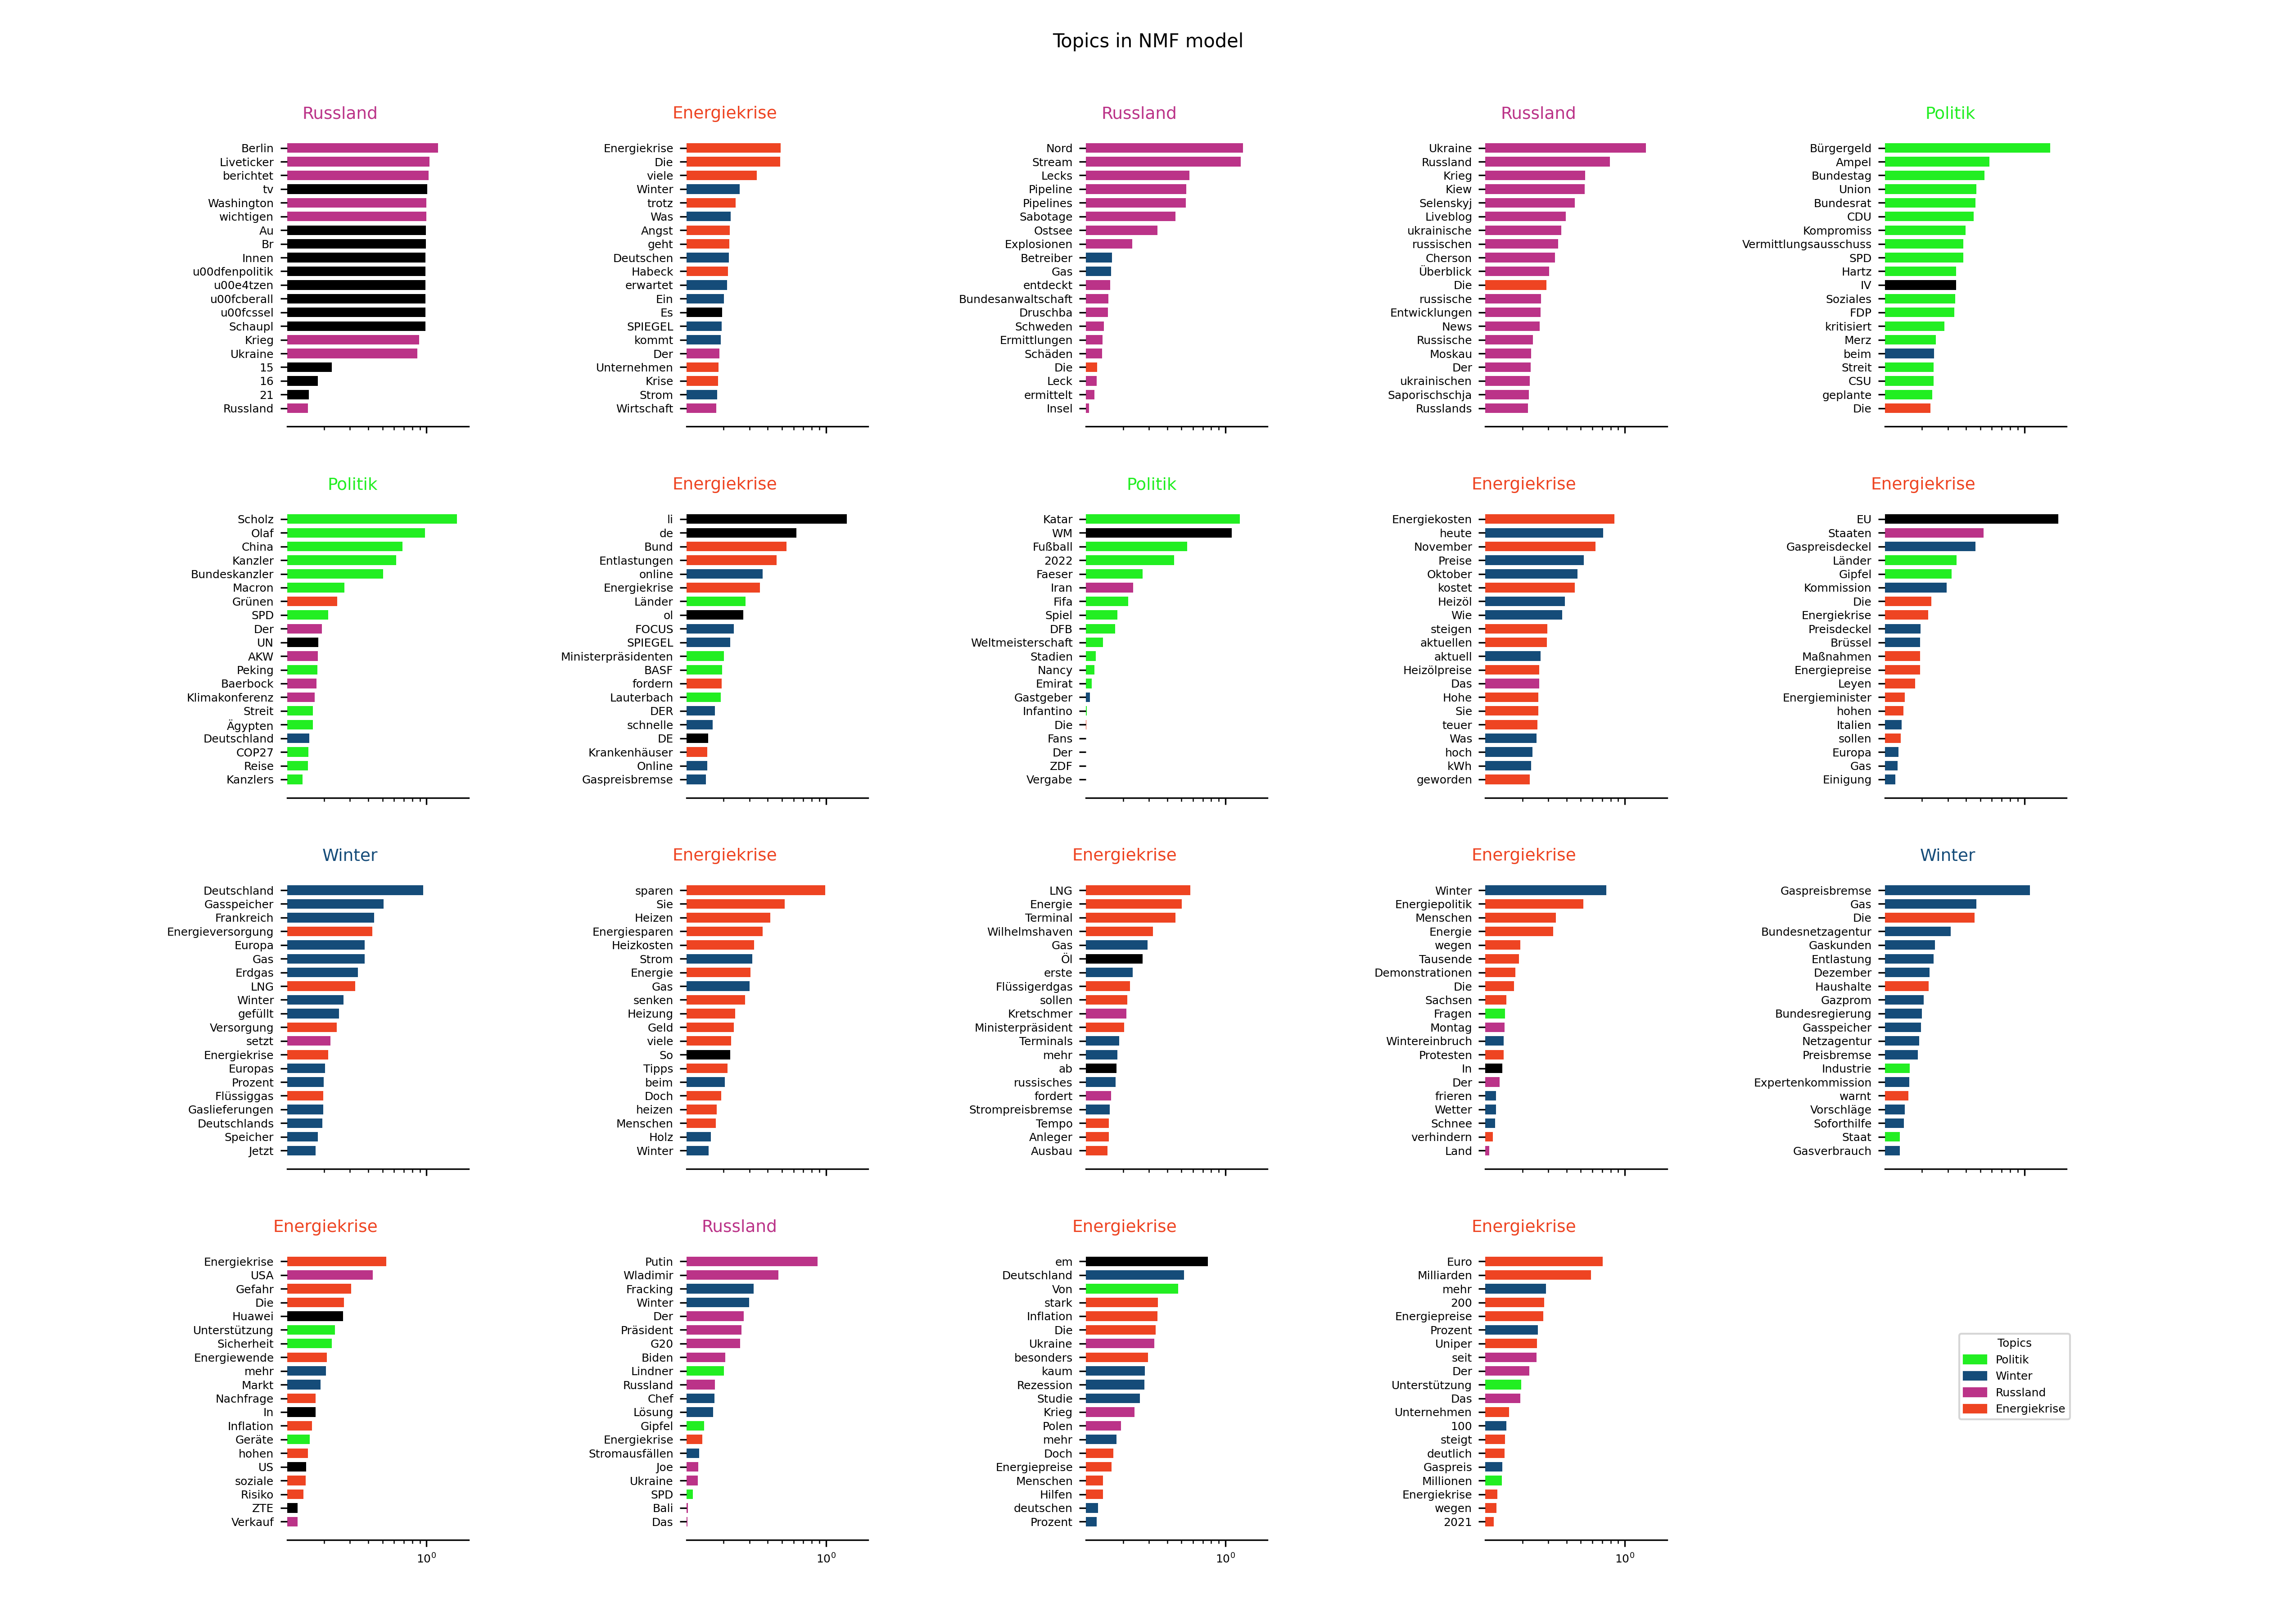 Topics in NMF model
Russland
Berlin
Liveticker
berichtet
tv
Washington
wichtigen
Au
Br
Innen
u00dfenpolitik
u00e4tzen
u00fcberall
u00fcssel
Schaupl
Krieg
Ukraine
15
16
21
Russland
Energiekrise
Energiekrise
Die
viele
Winter
trotz
Was
Angst
geht
Deutschen
Habeck
erwartet
Ein
Es
SPIEGEL
kommt
Der
Unternehmen
Krise
Strom
Wirtschaft
Russland
Nord
Stream
Lecks
Pipeline
Pipelines
Sabotage
Ostsee
Explosionen
Betreiber
Gas
entdeckt
Bundesanwaltschaft
Druschba
Schweden
Ermittlungen
Schäden
Die
Leck
ermittelt
Insel
Russland
Ukraine
Russland
Krieg
Kiew
Selenskyj
Liveblog
ukrainische
russischen
Cherson
Überblick
Die
russische
Entwicklungen
News
Russische
Moskau
Der
ukrainischen
Saporischschja
Russlands
Politik
Bürgergeld
Ampel
Bundestag
Union
Bundesrat
CDU
Kompromiss
Vermittlungsausschuss
SPD
Hartz
IV
Soziales
FDP
kritisiert
Merz
beim
Streit
CSU
geplante
Die
Politik
Scholz
Olaf
China
Kanzler
Bundeskanzler
Macron
Grünen
SPD
Der
UN
AKW
Peking
Baerbock
Klimakonferenz
Streit
Ägypten
Deutschland
COP27
Reise
Kanzlers
Energiekrise
li
de
Bund
Entlastungen
online
Energiekrise
Länder
ol
FOCUS
SPIEGEL
Ministerpräsidenten
BASF
fordern
Lauterbach
DER
schnelle
DE
Krankenhäuser
Online
Gaspreisbremse
Politik
Katar
WM
Fußball
2022
Faeser
Iran
Fifa
Spiel
DFB
Weltmeisterschaft
Stadien
Nancy
Emirat
Gastgeber
Infantino
Die
Fans
Der
ZDF
Vergabe
Energiekrise
Energiekosten
heute
November
Preise
Oktober
kostet
Heizöl
Wie
steigen
aktuellen
aktuell
Heizölpreise
Das
Hohe
Sie
teuer
Was
hoch
kWh
geworden
Energiekrise
EU
Staaten
Gaspreisdeckel
Länder
Gipfel
Kommission
Die
Energiekrise
Preisdeckel
Brüssel
Maßnahmen
Energiepreise
Leyen
Energieminister
hohen
Italien
sollen
Europa
Gas
Einigung
Winter
Deutschland
Gasspeicher
Frankreich
Energieversorgung
Europa
Gas
Erdgas
LNG
Winter
gefüllt
Versorgung
setzt
Energiekrise
Europas
Prozent
Flüssiggas
Gaslieferungen
Deutschlands
Speicher
Jetzt
Energiekrise
sparen
Sie
Heizen
Energiesparen
Heizkosten
Strom
Energie
Gas
senken
Heizung
Geld
viele
So
Tipps
beim
Doch
heizen
Menschen
Holz
Winter
Energiekrise
LNG
Energie
Terminal
Wilhelmshaven
Gas
Öl
erste
Flüssigerdgas
sollen
Kretschmer
Ministerpräsident
Terminals
mehr
ab
russisches
fordert
Strompreisbremse
Tempo
Anleger
Ausbau
Energiekrise
Winter
Energiepolitik
Menschen
Energie
wegen
Tausende
Demonstrationen
Die
Sachsen
Fragen
Montag
Wintereinbruch
Protesten
In
Der
frieren
Wetter
Schnee
verhindern
Land
Winter
Gaspreisbremse
Gas
Die
Bundesnetzagentur
Gaskunden
Entlastung
Dezember
Haushalte
Gazprom
Bundesregierung
Gasspeicher
Netzagentur
Preisbremse
Industrie
Expertenkommission
warnt
Vorschläge
Soforthilfe
Staat
Gasverbrauch
Energiekrise
Energiekrise
USA
Gefahr
Die
Huawei
Unterstützung
Sicherheit
Energiewende
mehr
Markt
Nachfrage
In
Inflation
Geräte
hohen
US
soziale
Risiko
ZTE
Verkauf
10⁰
Russland
Putin
Wladimir
Fracking
Winter
Der
Präsident
G20
Biden
Lindner
Russland
Chef
Lösung
Gipfel
Energiekrise
Stromausfällen
Joe
Ukraine
SPD
Bali
Das
10⁰
Energiekrise
em
Deutschland
Von
stark
Inflation
Die
Ukraine
besonders
kaum
Rezession
Studie
Krieg
Polen
mehr
Doch
Energiepreise
Menschen
Hilfen
deutschen
Prozent
10⁰
Energiekrise
Euro
Milliarden
mehr
200
Energiepreise
Prozent
Uniper
seit
Der
Unterstützung
Das
Unternehmen
100
steigt
deutlich
Gaspreis
Millionen
Energiekrise
wegen
2021
10⁰
Topics
Politik
Winter
Russland
Energiekrise